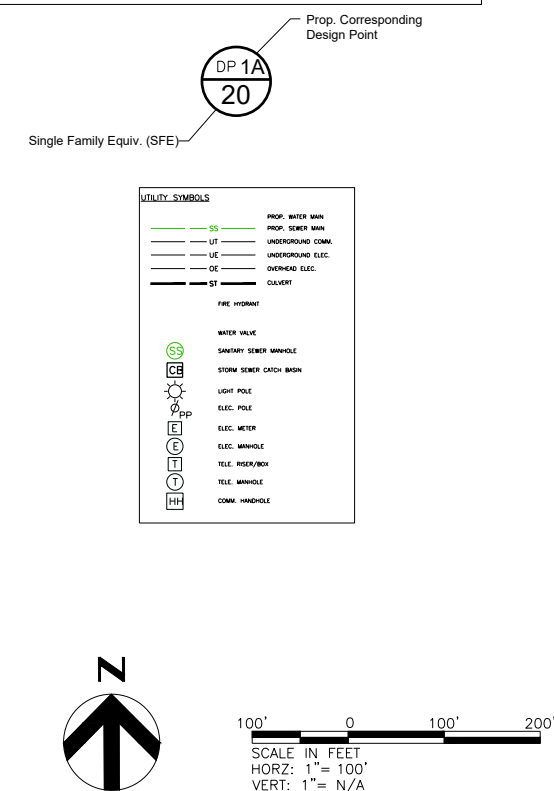 Prop. Corresponding
Design Point
DP 1A
20
Single Family Equiv. (SFE)
UTILITY SYMBOLS
PROP. WATER MAIN
SS PROP. SEWER MAIN
UT UNDERGROUND COMM.
UE UNDERGROUND ELEC.
OE OVERHEAD ELEC.
ST CULVERT
FIRE HYDRANT
WATER VALVE
SS SANITARY SEWER MANHOLE
CB STORM SEWER CATCH BASIN
LIGHT POLE
PP ELEC. POLE
E ELEC. METER
E ELEC. MANHOLE
T TELE. RISER/BOX
T TELE. MANHOLE
HH COMM. HANDHOLE
N
100' 0 100' 200'
SCALE IN FEET
HORZ: 1"= 100'
VERT: 1"= N/A